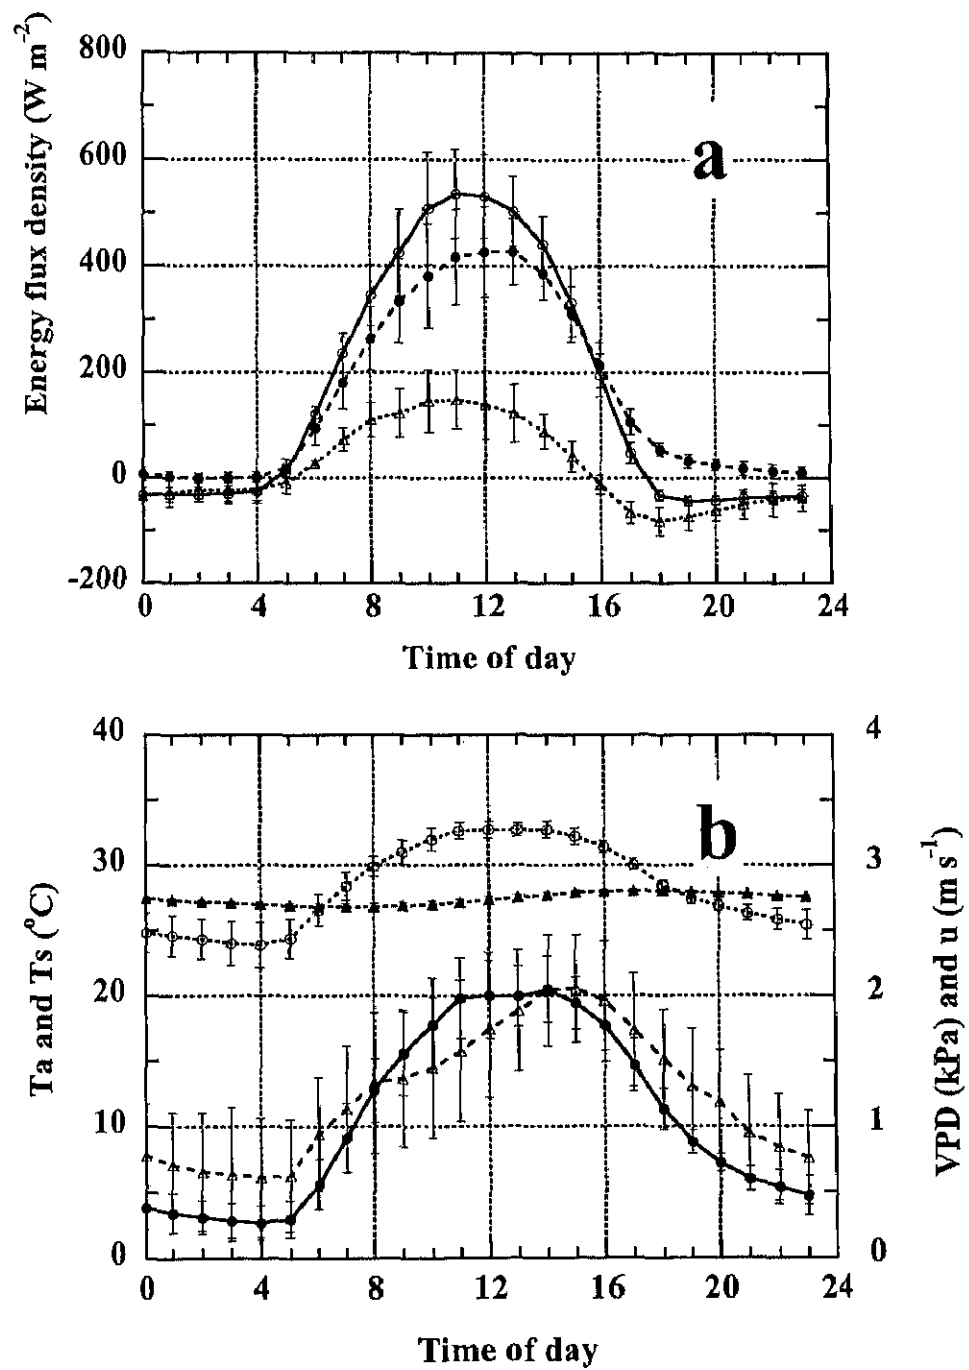 Energy flux density (W m⁻²)
800
600
400
200
0
-200
a
0 4 8 12 16 20 24
Time of day
Ta and Ts (°C)
40
30
20
10
0
b
4
3
2
1
0
VPD (kPa) and u (m s⁻¹)
0 4 8 12 16 20 24
Time of day